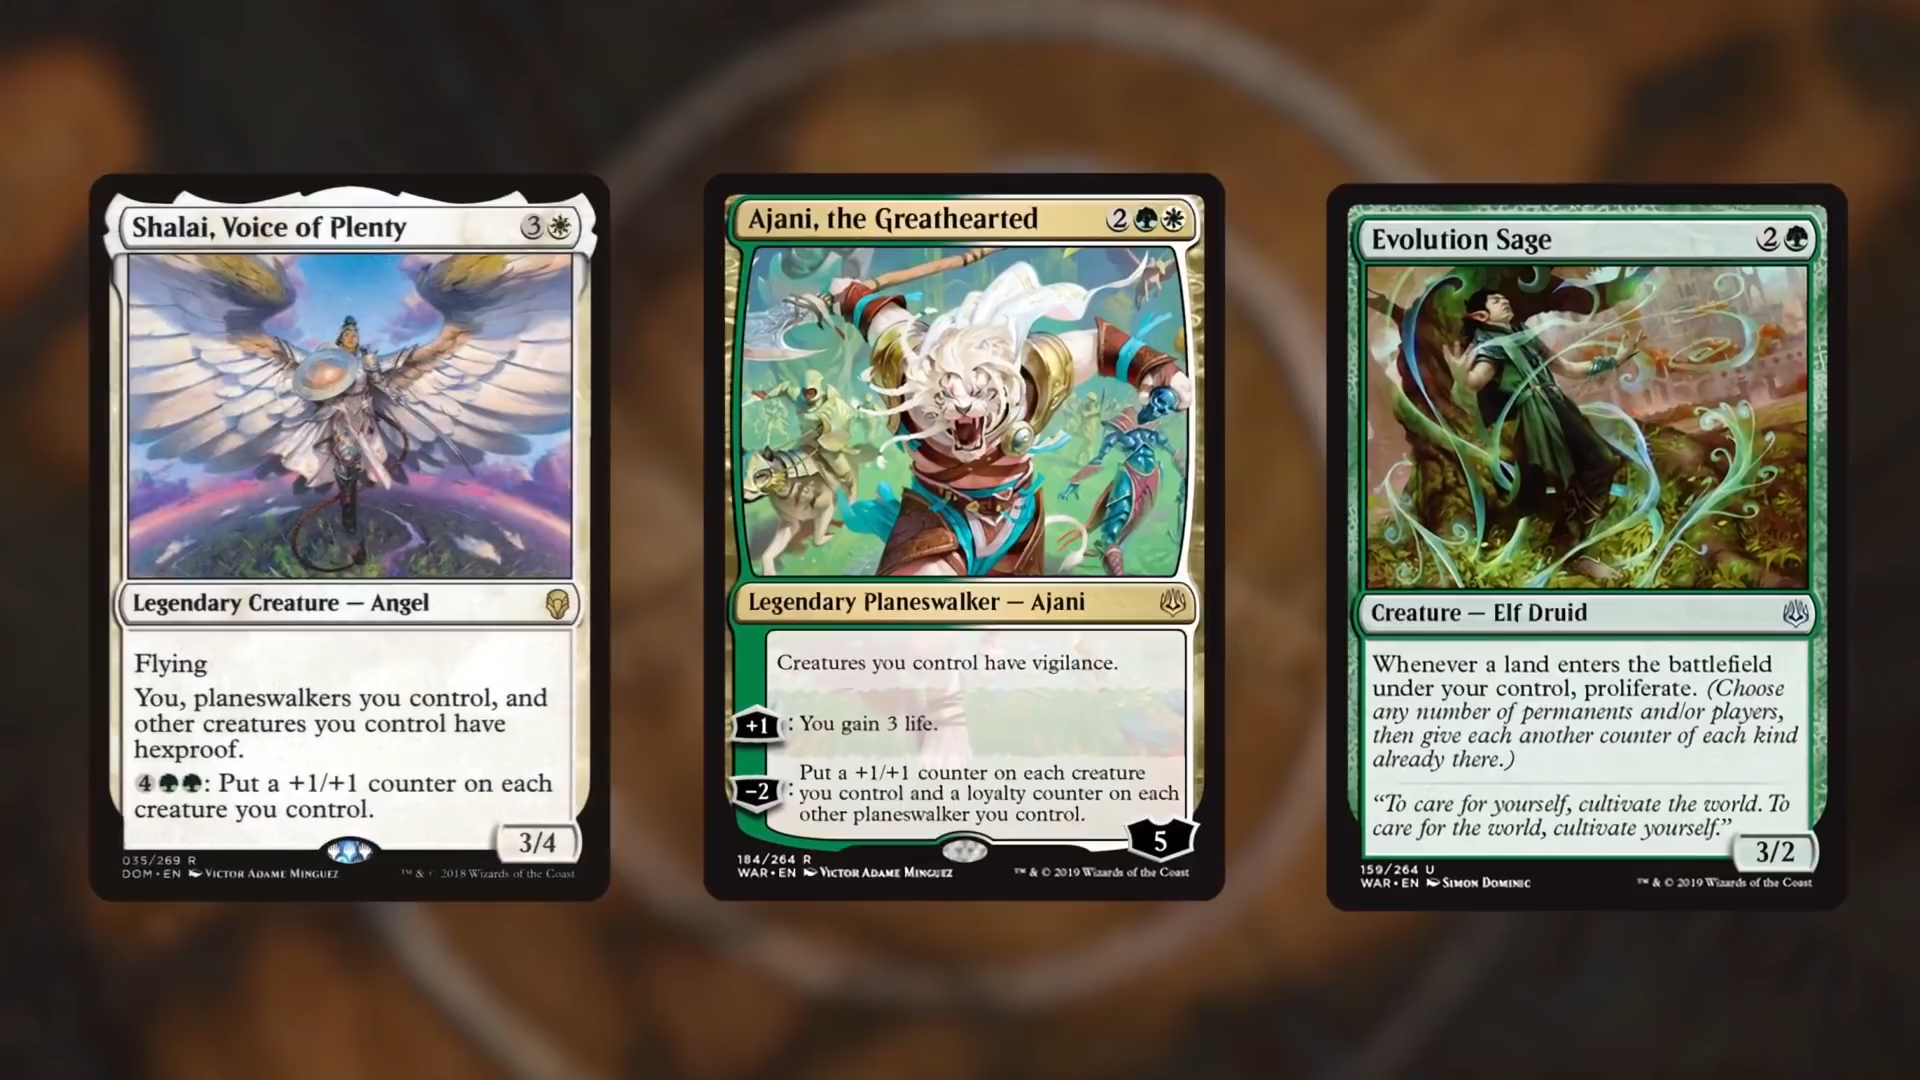 Shalai, Voice of Plenty 3
Legendary Creature — Angel
Flying
You, planeswalkers you control, and
other creatures you control have
hexproof.
4: Put a +1/+1 counter on each
creature you control.
3/4
035/269 R
DOM • EN Victor Adame Minguez ™ & © 2018 Wizards of the Coast
Ajani, the Greathearted 2
Legendary Planeswalker — Ajani
Creatures you control have vigilance.
+1: You gain 3 life.
-2: Put a +1/+1 counter on each creature
you control and a loyalty counter on each
other planeswalker you control.
5
184/264 R
WAR • EN Victor Adame Minguez ™ & © 2019 Wizards of the Coast
Evolution Sage 2
Creature — Elf Druid
Whenever a land enters the battlefield
under your control, proliferate. (Choose
any number of permanents and/or players,
then give each another counter of each kind
already there.)
“To care for yourself, cultivate the world. To
care for the world, cultivate yourself.”
3/2
159/264 U
WAR • EN Simon Dominic ™ & © 2019 Wizards of the Coast